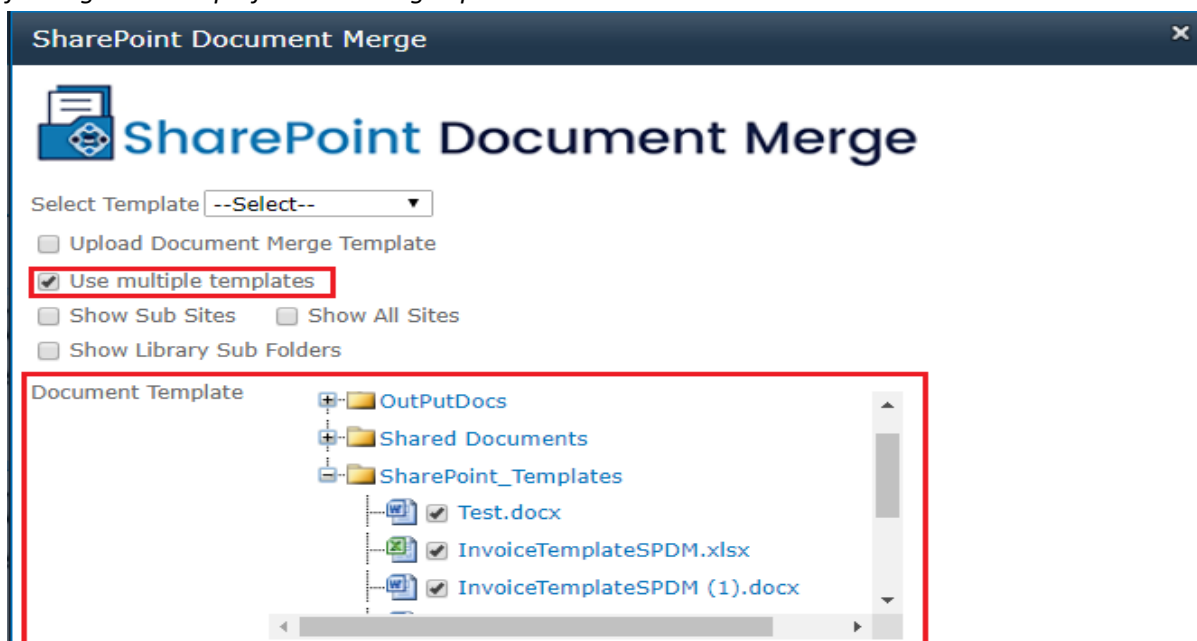 SharePoint Document Merge
SharePoint Document Merge
Select Template --Select--
Upload Document Merge Template
Use multiple templates
Show Sub Sites Show All Sites
Show Library Sub Folders
Document Template OutPutDocs
Shared Documents
SharePoint_Templates
Test.docx
InvoiceTemplateSPDM.xlsx
InvoiceTemplateSPDM (1).docx